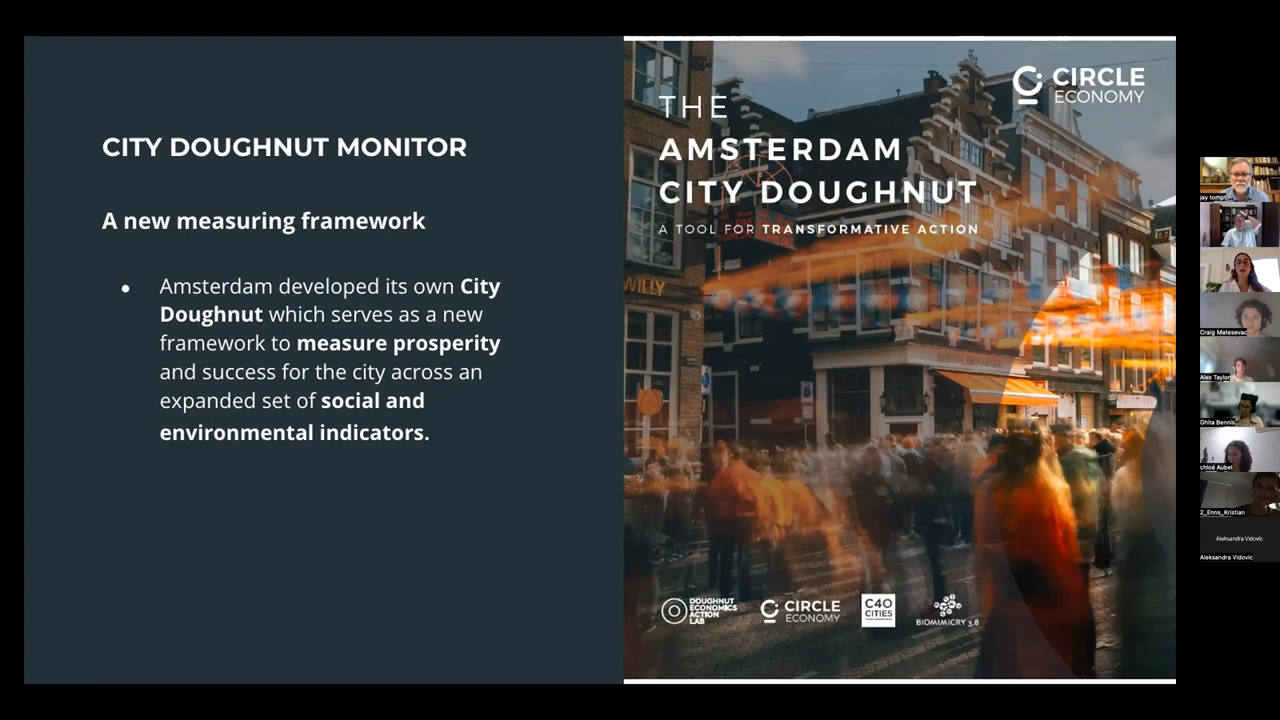 CITY DOUGHNUT MONITOR
A new measuring framework
● Amsterdam developed its own City
Doughnut which serves as a new
framework to measure prosperity
and success for the city across an
expanded set of social and
environmental indicators.
CIRCLE
ECONOMY
THE
AMSTERDAM
CITY DOUGHNUT
A TOOL FOR TRANSFORMATIVE ACTION
WILLY
DOUGHNUT
ECONOMICS
ACTION
LAB
CIRCLE
ECONOMY
C40
CITIES
BIOMIMICRY 3.8
jay tompt
Craig Matesevac
Alex Taylor
Ghita Bennis
chloé Aubet
2_Enns_Kristian
Aleksandra Vidovic
Aleksandra Vidovic